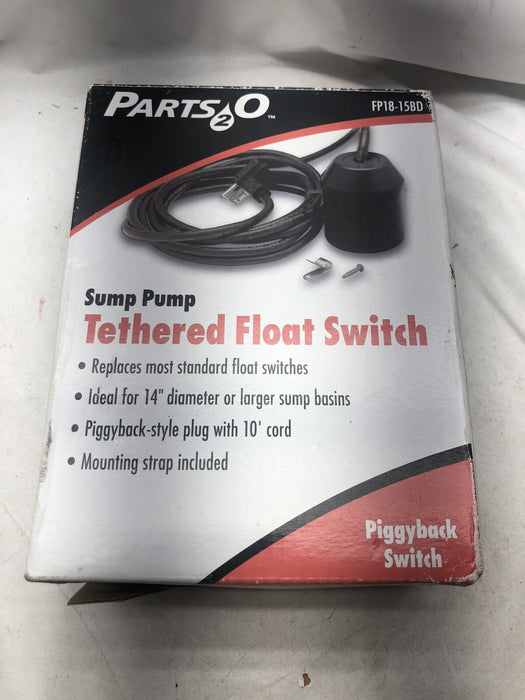 PARTS2O™
FP18-15BD
Sump Pump
Tethered Float Switch
• Replaces most standard float switches
• Ideal for 14" diameter or larger sump basins
• Piggyback-style plug with 10' cord
• Mounting strap included
Piggyback
Switch